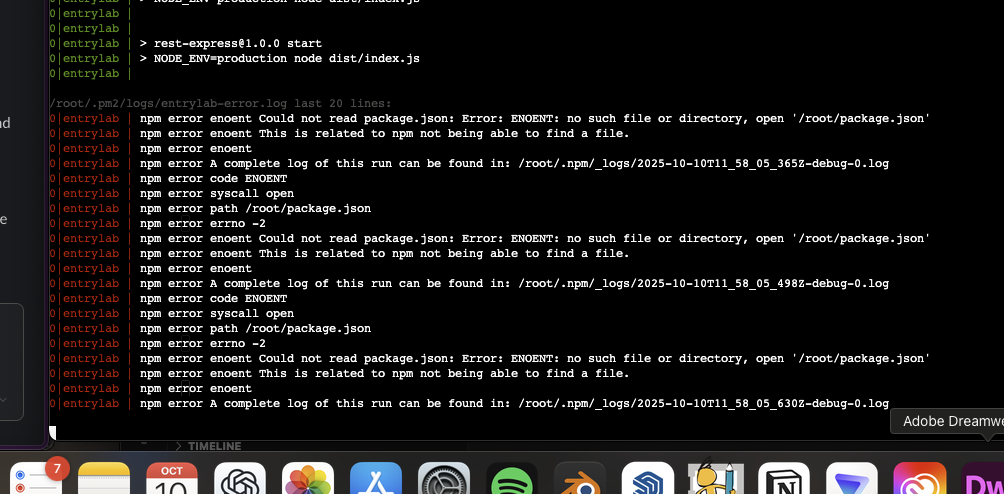 0|entrylab | > NODE_ENV=production node dist/index.js
0|entrylab |
0|entrylab |
0|entrylab | > rest-express@1.0.0 start
0|entrylab | > NODE_ENV=production node dist/index.js
0|entrylab |
/root/.pm2/logs/entrylab-error.log last 20 lines:
0|entrylab | npm error enoent Could not read package.json: Error: ENOENT: no such file or directory, open '/root/package.json'
0|entrylab | npm error enoent This is related to npm not being able to find a file.
0|entrylab | npm error enoent
0|entrylab | npm error A complete log of this run can be found in: /root/.npm/_logs/2025-10-10T11_58_05_365Z-debug-0.log
0|entrylab | npm error code ENOENT
0|entrylab | npm error syscall open
0|entrylab | npm error path /root/package.json
0|entrylab | npm error errno -2
0|entrylab | npm error enoent Could not read package.json: Error: ENOENT: no such file or directory, open '/root/package.json'
0|entrylab | npm error enoent This is related to npm not being able to find a file.
0|entrylab | npm error enoent
0|entrylab | npm error A complete log of this run can be found in: /root/.npm/_logs/2025-10-10T11_58_05_498Z-debug-0.log
0|entrylab | npm error code ENOENT
0|entrylab | npm error syscall open
0|entrylab | npm error path /root/package.json
0|entrylab | npm error errno -2
0|entrylab | npm error enoent Could not read package.json: Error: ENOENT: no such file or directory, open '/root/package.json'
0|entrylab | npm error enoent This is related to npm not being able to find a file.
0|entrylab | npm error enoent
0|entrylab | npm error A complete log of this run can be found in: /root/.npm/_logs/2025-10-10T11_58_05_630Z-debug-0.log
nd
e
Adobe Dreamwe
> TIMELINE
7
OCT
10
N
Dw